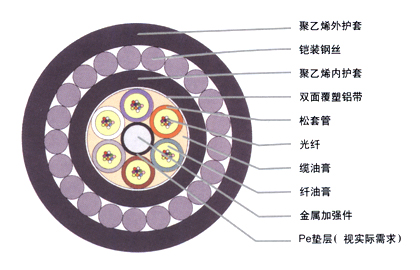 聚乙烯外护套
铠装钢丝
聚乙烯内护套
双面覆塑铝带
松套管
光纤
缆油膏
纤油膏
金属加强件
Pe垫层( 视实际需求)